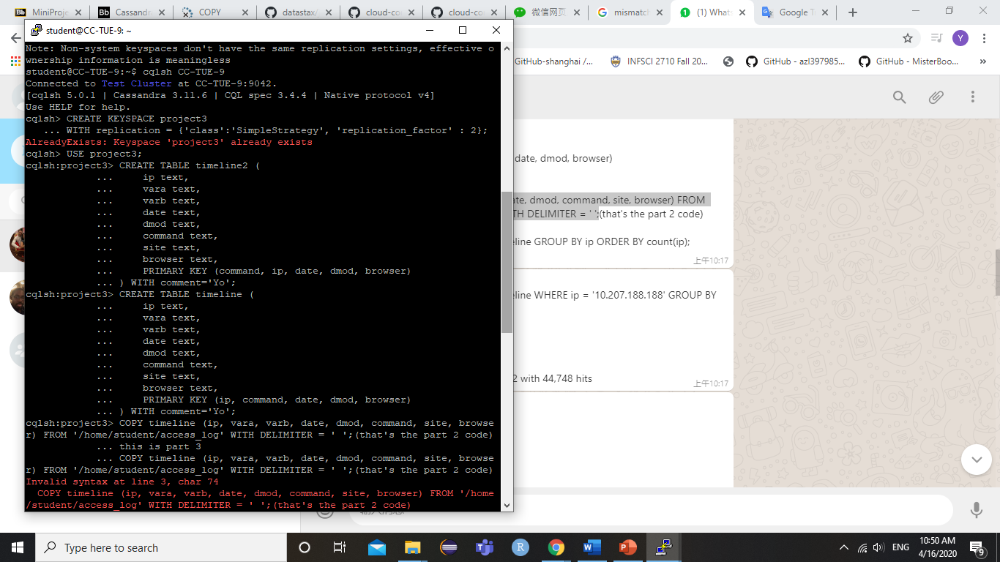 MiniProje
Cassandr
COPY
datastax/
cloud-co
cloud-co
微信网页
mismatch
(1) Whats
Google T
student@CC-TUE-9: ~
Y
GitHub-shanghai /...
INFSCI 2710 Fall 20...
GitHub - azl397985...
GitHub - MisterBoo...
»
Note: Non-system keyspaces don't have the same replication settings, effective o
wnership information is meaningless
student@CC-TUE-9:~$ cqlsh CC-TUE-9
Connected to Test Cluster at CC-TUE-9:9042.
[cqlsh 5.0.1 | Cassandra 3.11.6 | CQL spec 3.4.4 | Native protocol v4]
Use HELP for help.
cqlsh> CREATE KEYSPACE project3
   ... WITH replication = {'class':'SimpleStrategy', 'replication_factor' : 2};
AlreadyExists: Keyspace 'project3' already exists
cqlsh> USE project3;
cqlsh:project3> CREATE TABLE timeline2 (
            ...     ip text,
            ...     vara text,
            ...     varb text,
            ...     date text,
            ...     dmod text,
            ...     command text,
            ...     site text,
            ...     browser text,
            ...     PRIMARY KEY (command, ip, date, dmod, browser)
            ... ) WITH comment='Yo';
cqlsh:project3> CREATE TABLE timeline (
            ...     ip text,
            ...     vara text,
            ...     varb text,
            ...     date text,
            ...     dmod text,
            ...     command text,
            ...     site text,
            ...     browser text,
            ...     PRIMARY KEY (ip, command, date, dmod, browser)
            ... ) WITH comment='Yo';
cqlsh:project3> COPY timeline (ip, vara, varb, date, dmod, command, site, browse
r) FROM '/home/student/access_log' WITH DELIMITER = ' ';(that's the part 2 code)
            ... this is part 3
            ... COPY timeline (ip, vara, varb, date, dmod, command, site, browse
r) FROM '/home/student/access_log' WITH DELIMITER = ' ';(that's the part 2 code)
Invalid syntax at line 3, char 74
  COPY timeline (ip, vara, varb, date, dmod, command, site, browser) FROM '/home
/student/access_log' WITH DELIMITER = ' ';(that's the part 2 code)
date, dmod, browser)
ate, dmod, command, site, browser) FROM
TH DELIMITER = ' ';(that's the part 2 code)
eline GROUP BY ip ORDER BY count(ip);
上午10:17
eline WHERE ip = '10.207.188.188' GROUP BY
2 with 44,748 hits
上午10:17
Type here to search
ENG
10:50 AM
4/16/2020
9